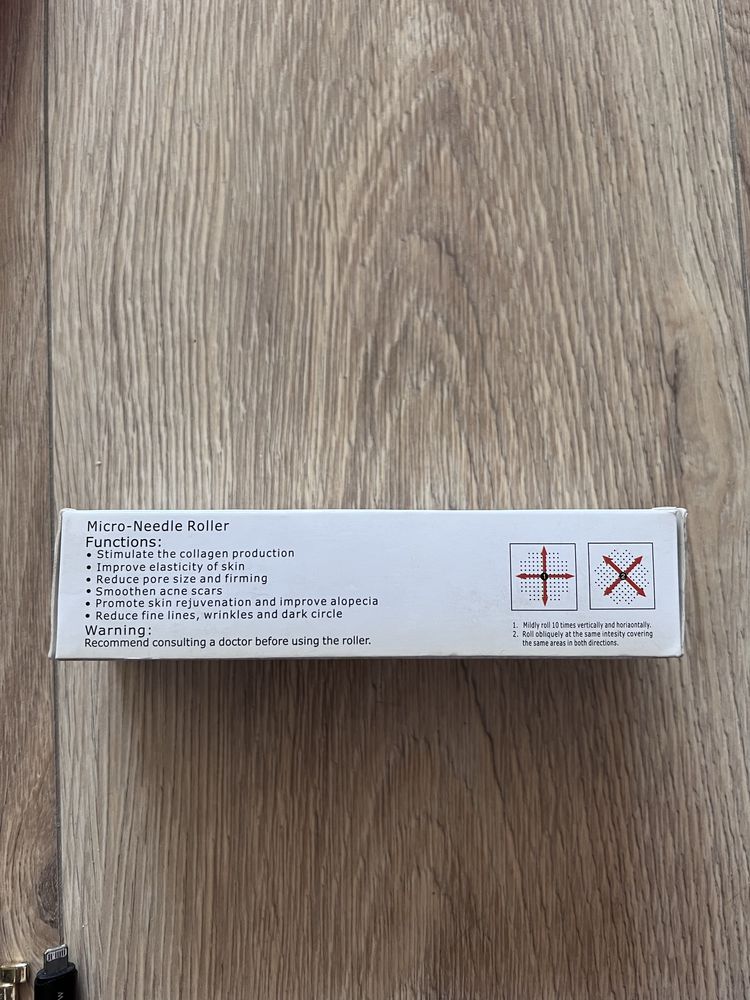 Micro-Needle Roller
Functions:
• Stimulate the collagen production
• Improve elasticity of skin
• Reduce pore size and firming
• Smoothen acne scars
• Promote skin rejuvenation and improve alopecia
• Reduce fine lines, wrinkles and dark circle
Warning:
Recommend consulting a doctor before using the roller.
1
2
1. Mildly roll 10 times vertically and horiaontally.
2. Roll obliquely at the same intesity covering
the same areas in both directions.